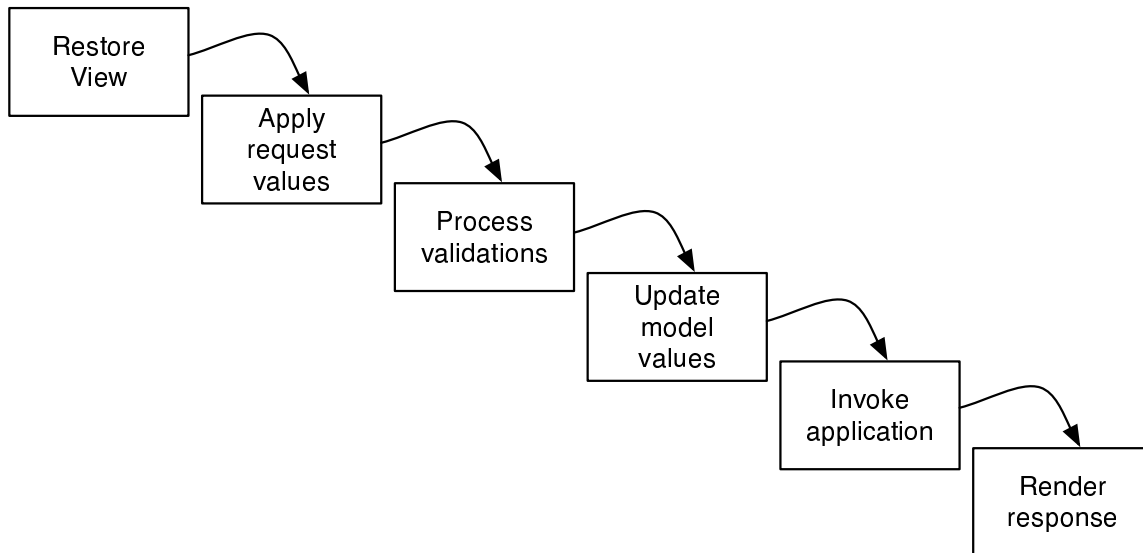 Restore
View
Apply
request
values
Process
validations
Update
model
values
Invoke
application
Render
response